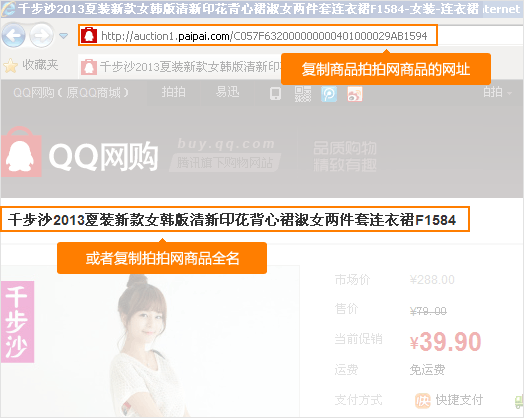 千步沙2013夏装新款女韩版清新印花背心裙淑女两件套连衣裙F1584-女装-连衣裙 nternet
http://auction1.paipai.com/C057F63200000000040100029AB1594
收藏夹
千步沙2013夏装新款女韩版清新印
复制商品拍拍网商品的网址
QQ网购（原QQ商城） 拍拍 易迅 拍拍
QQ网购
buy.qq.com
腾讯旗下购物网站
品质购物
精致有趣
千步沙2013夏装新款女韩版清新印花背心裙淑女两件套连衣裙F1584
或者复制拍拍网商品全名
千步沙
市场价 ¥288.00
售价 ¥79.00
当前促销 ¥39.90
运费 免运费
支付方式 快捷支付